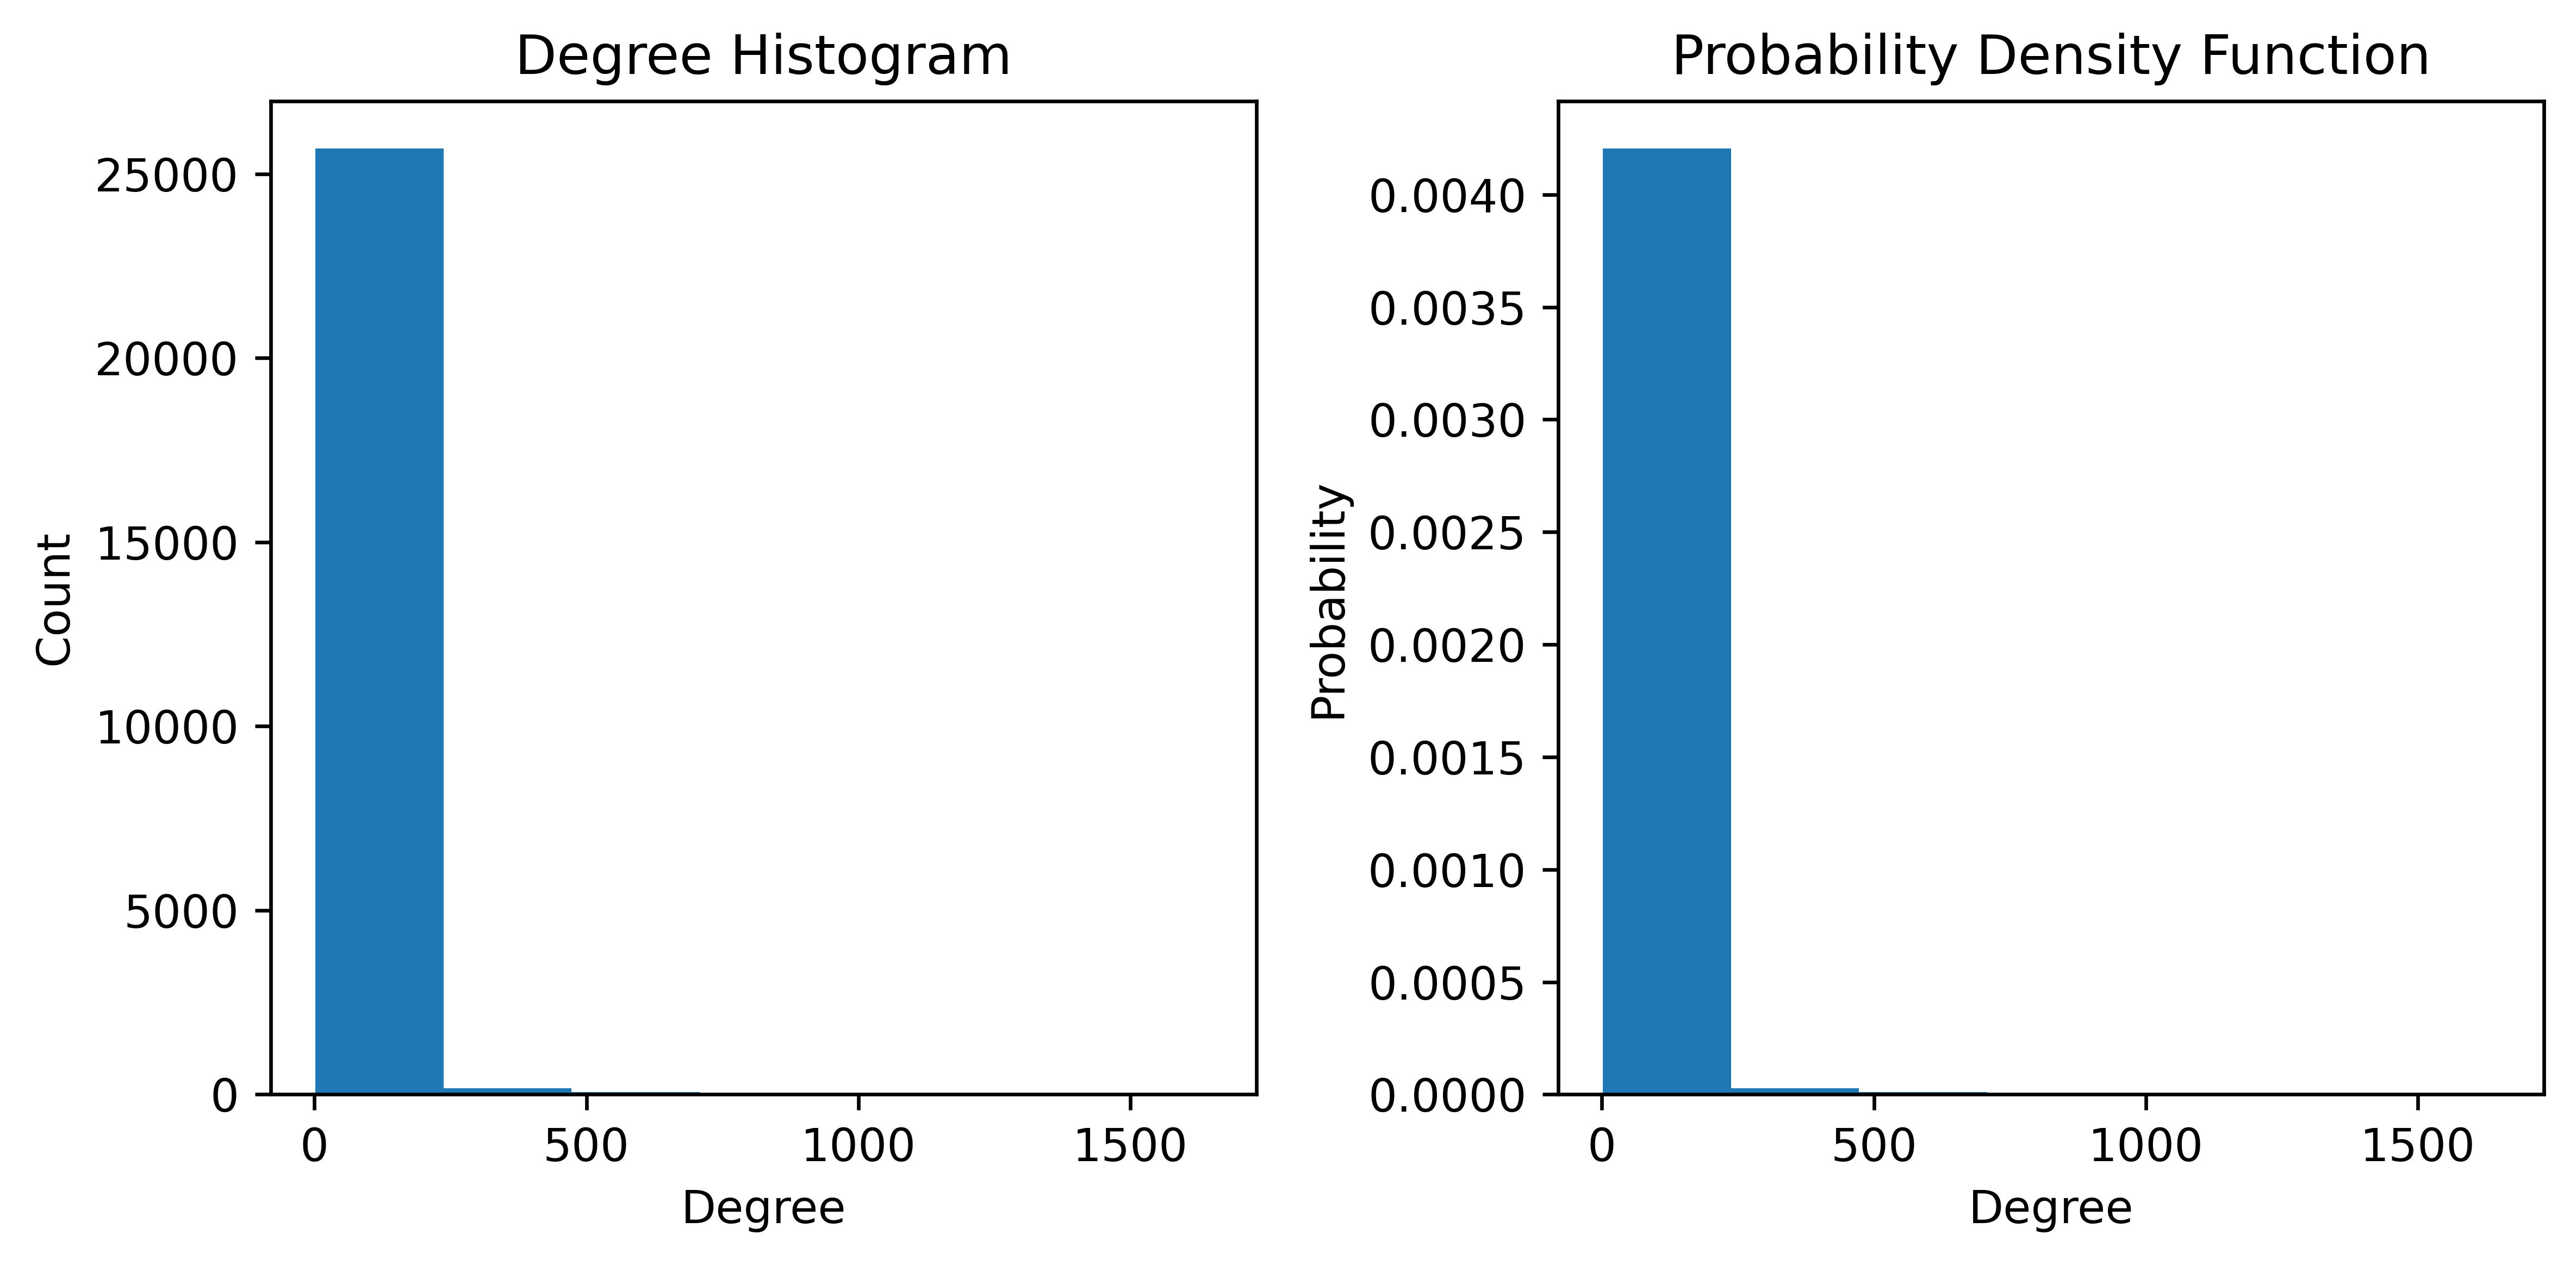 Degree Histogram
Count
25000
20000
15000
10000
5000
0
0 500 1000 1500
Degree
Probability Density Function
Probability
0.0040
0.0035
0.0030
0.0025
0.0020
0.0015
0.0010
0.0005
0.0000
0 500 1000 1500
Degree